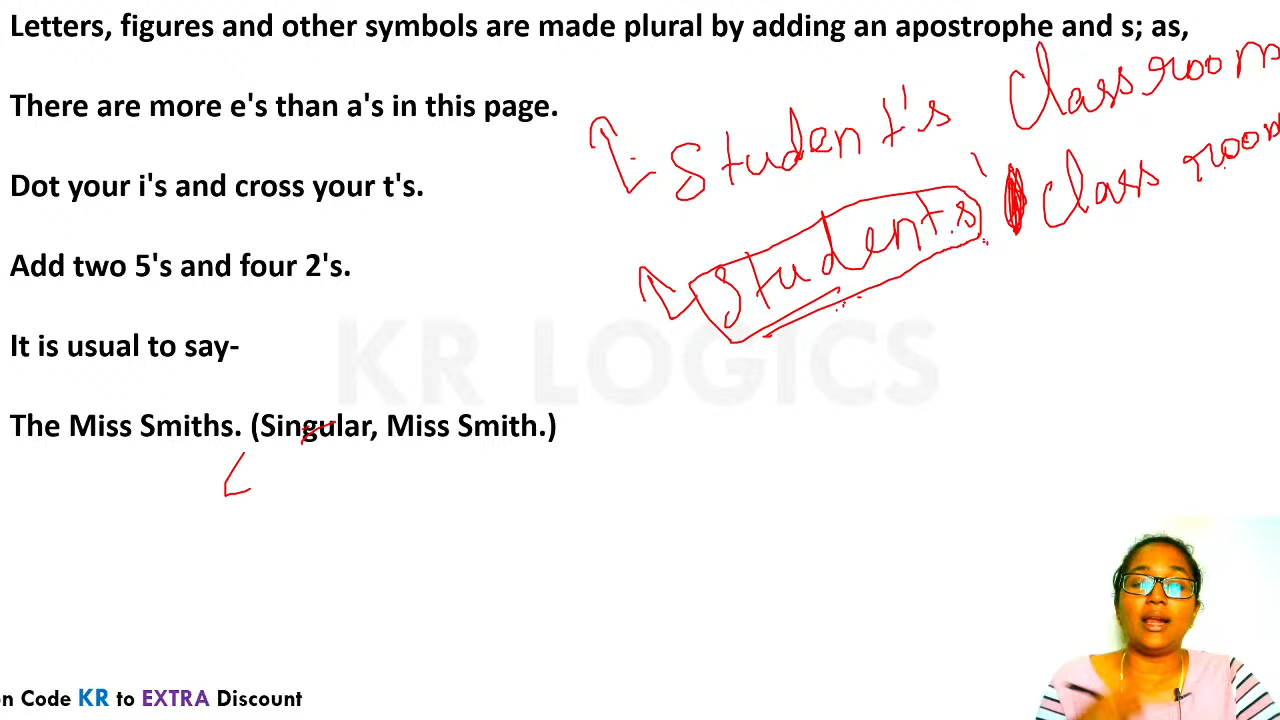 Letters, figures and other symbols are made plural by adding an apostrophe and s; as,
There are more e's than a's in this page.
Student's Classroom
Dot your i's and cross your t's.
Students' Classroom
Add two 5's and four 2's.
It is usual to say-
KR LOGICS
The Miss Smiths. (Singular, Miss Smith.)
on Code KR to EXTRA Discount